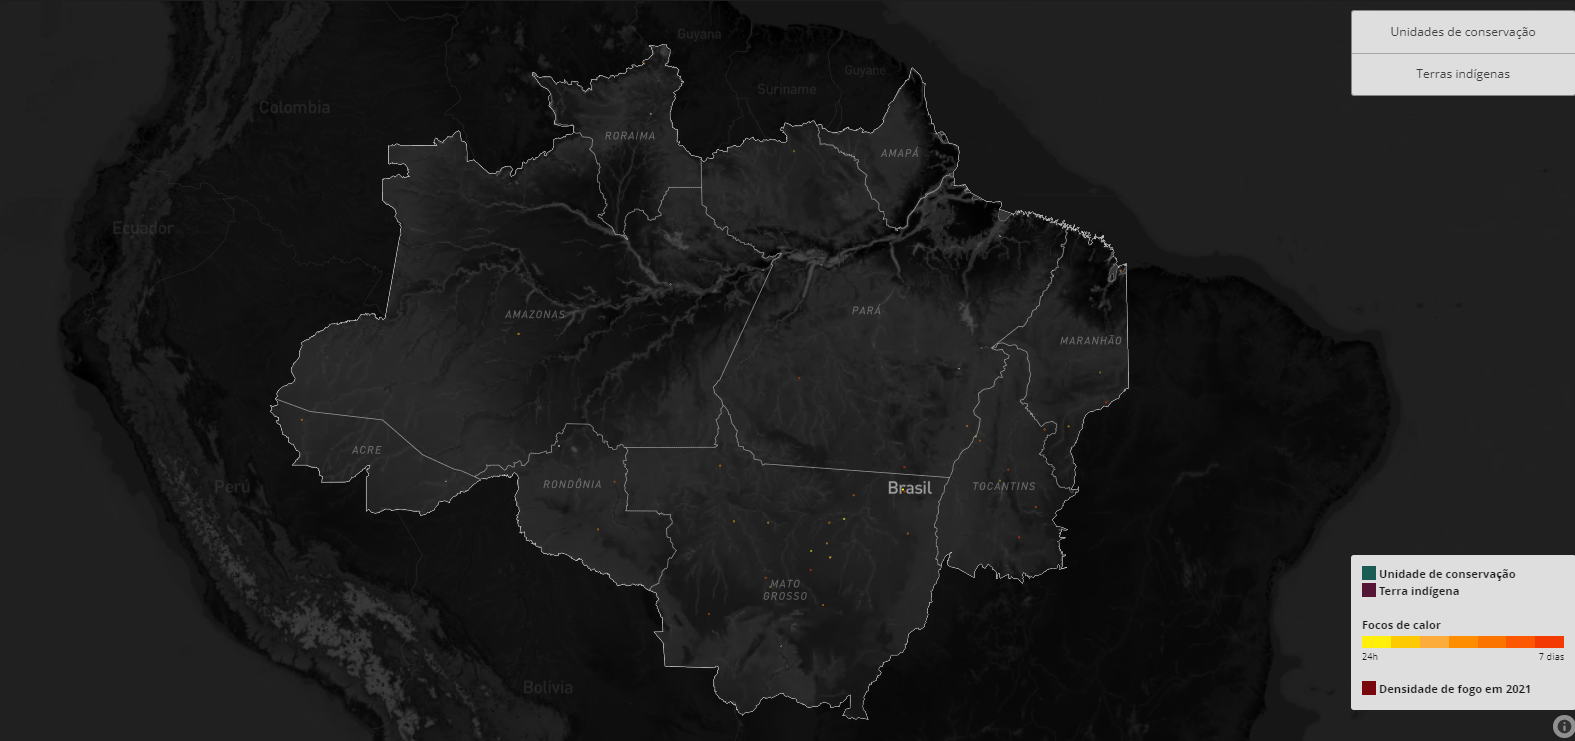 Guyana
Unidades de conservação
Guyane
Terras indígenas
Suriname
Colombia
RORAIMA
AMAPÁ
Ecuador
AMAZONAS
PARÁ
MARANHÃO
ACRE
Perú
RONDÔNIA
Brasil
TOCANTINS
MATO
GROSSO
Bolivia
Unidade de conservação
Terra indígena
Focos de calor
24h
7 dias
Densidade de fogo em 2021